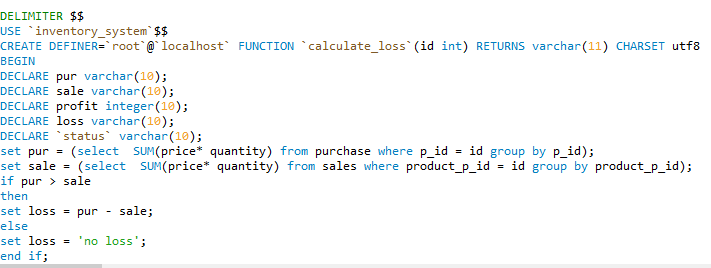 DELIMITER $$
USE `inventory_system`$$
CREATE DEFINER=`root`@`localhost` FUNCTION `calculate_loss`(id int) RETURNS varchar(11) CHARSET utf8
BEGIN
DECLARE pur varchar(10);
DECLARE sale varchar(10);
DECLARE profit integer(10);
DECLARE loss varchar(10);
DECLARE `status` varchar(10);
set pur = (select  SUM(price* quantity) from purchase where p_id = id group by p_id);
set sale = (select  SUM(price* quantity) from sales where product_p_id = id group by product_p_id);
if pur > sale
then
set loss = pur - sale;
else
set loss = 'no loss';
end if;